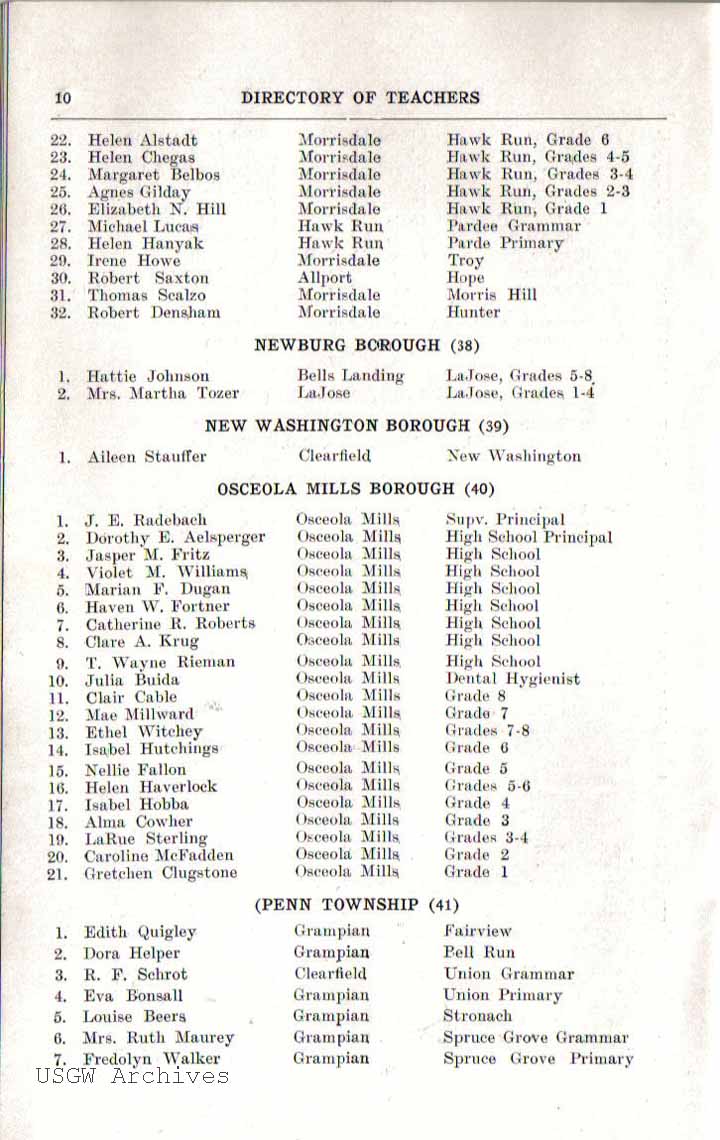 10 DIRECTORY OF TEACHERS
22. Helen Alstadt Morrisdale Hawk Run, Grade 6
23. Helen Chegas Morrisdale Hawk Run, Grades 4-5
24. Margaret Belbos Morrisdale Hawk Run, Grades 3-4
25. Agnes Gilday Morrisdale Hawk Run, Grades 2-3
26. Elizabeth N. Hill Morrisdale Hawk Run, Grade 1
27. Michael Lucas Hawk Run Pardee Grammar
28. Helen Hanyak Hawk Run Parde Primary
29. Irene Howe Morrisdale Troy
30. Robert Saxton Allport Hope
31. Thomas Scalzo Morrisdale Morris Hill
32. Robert Densham Morrisdale Hunter
NEWBURG BOROUGH (38)
1. Hattie Johnson Bells Landing LaJose, Grades 5-8
2. Mrs. Martha Tozer LaJose LaJose, Grades 1-4
NEW WASHINGTON BOROUGH (39)
1. Aileen Stauffer Clearfield New Washington
OSCEOLA MILLS BOROUGH (40)
1. J. E. Radebach Osceola Mills Supv. Principal
2. Dorothy E. Aelsperger Osceola Mills High School Principal
3. Jasper M. Fritz Osceola Mills High School
4. Violet M. Williams Osceola Mills High School
5. Marian F. Dugan Osceola Mills High School
6. Haven W. Fortner Osceola Mills High School
7. Catherine R. Roberts Osceola Mills High School
8. Clare A. Krug Osceola Mills High School
9. T. Wayne Rieman Osceola Mills High School
10. Julia Buida Osceola Mills Dental Hygienist
11. Clair Cable Osceola Mills Grade 8
12. Mae Millward Osceola Mills Grade 7
13. Ethel Witchey Osceola Mills Grades 7-8
14. Isabel Hutchings Osceola Mills Grade 6
15. Nellie Fallon Osceola Mills Grade 5
16. Helen Haverlock Osceola Mills Grades 5-6
17. Isabel Hobba Osceola Mills Grade 4
18. Alma Cowher Osceola Mills Grade 3
19. LaRue Sterling Osceola Mills Grades 3-4
20. Caroline McFadden Osceola Mills Grade 2
21. Gretchen Clugstone Osceola Mills Grade 1
(PENN TOWNSHIP (41)
1. Edith Quigley Grampian Fairview
2. Dora Helper Grampian Bell Run
3. R. F. Schrot Clearfield Union Grammar
4. Eva Bonsall Grampian Union Primary
5. Louise Beers Grampian Stronach
6. Mrs. Ruth Maurey Grampian Spruce Grove Grammar
7. Fredolyn Walker Grampian Spruce Grove Primary
USGW Archives